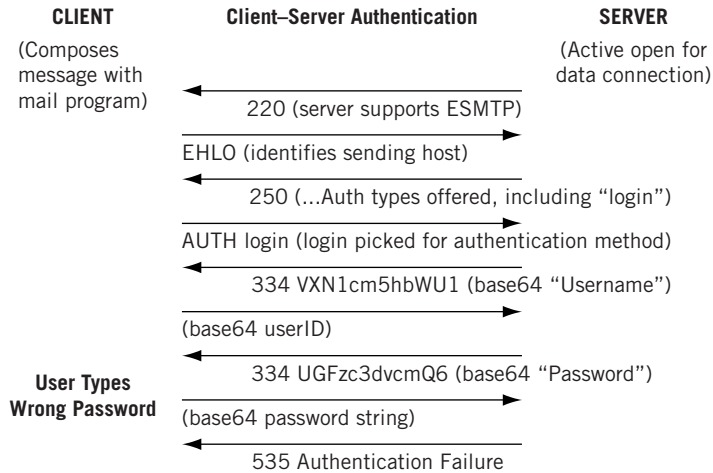 CLIENT
Client–Server Authentication
SERVER
(Composes
message with
mail program)
(Active open for
data connection)
220 (server supports ESMTP)
EHLO (identifies sending host)
250 (...Auth types offered, including “login”)
AUTH login (login picked for authentication method)
334 VXN1cm5hbWU1 (base64 “Username”)
(base64 userID)
334 UGFzc3dvcmQ6 (base64 “Password”)
User Types
Wrong Password
(base64 password string)
535 Authentication Failure